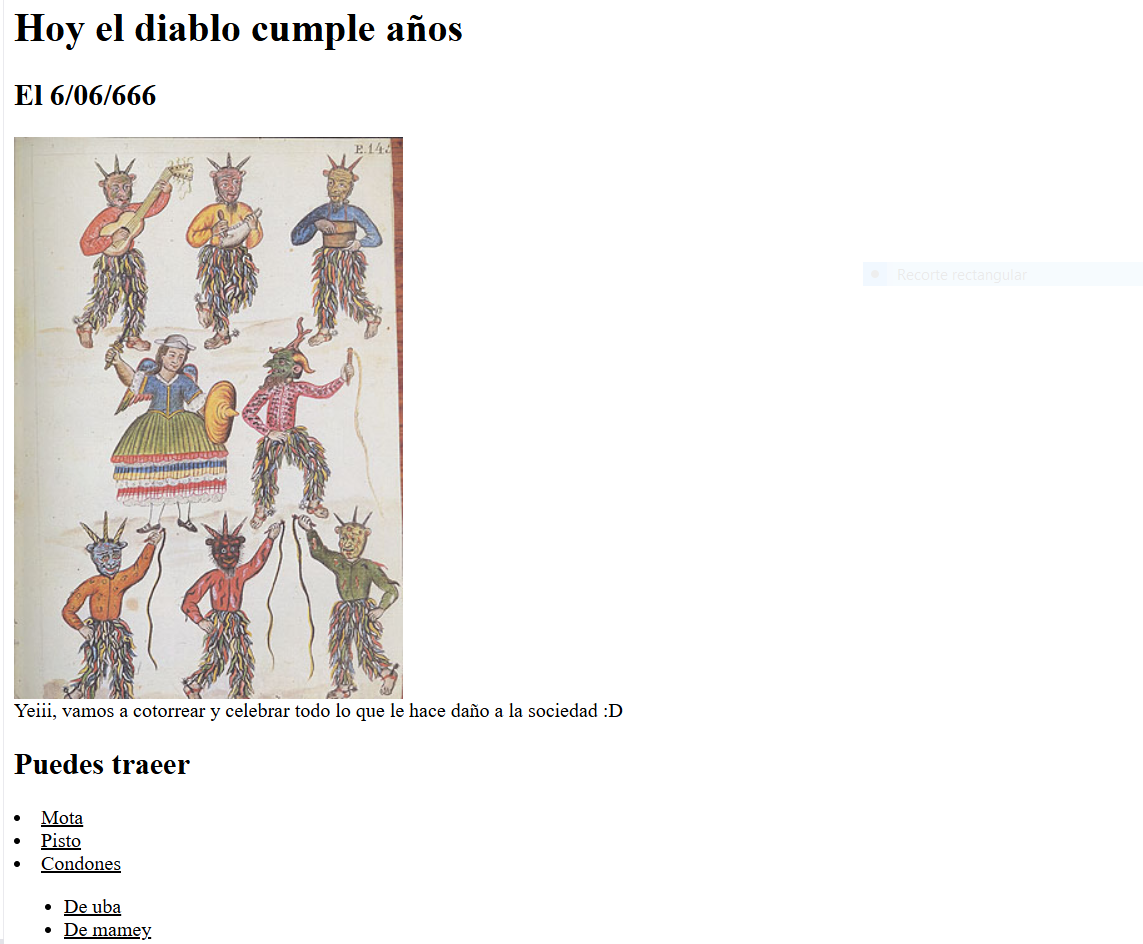 Hoy el diablo cumple años
El 6/06/666
E.145
Recorte rectangular
Yeiii, vamos a cotorrear y celebrar todo lo que le hace daño a la sociedad :D
Puedes traeer
Mota
Pisto
Condones
De uba
De mamey